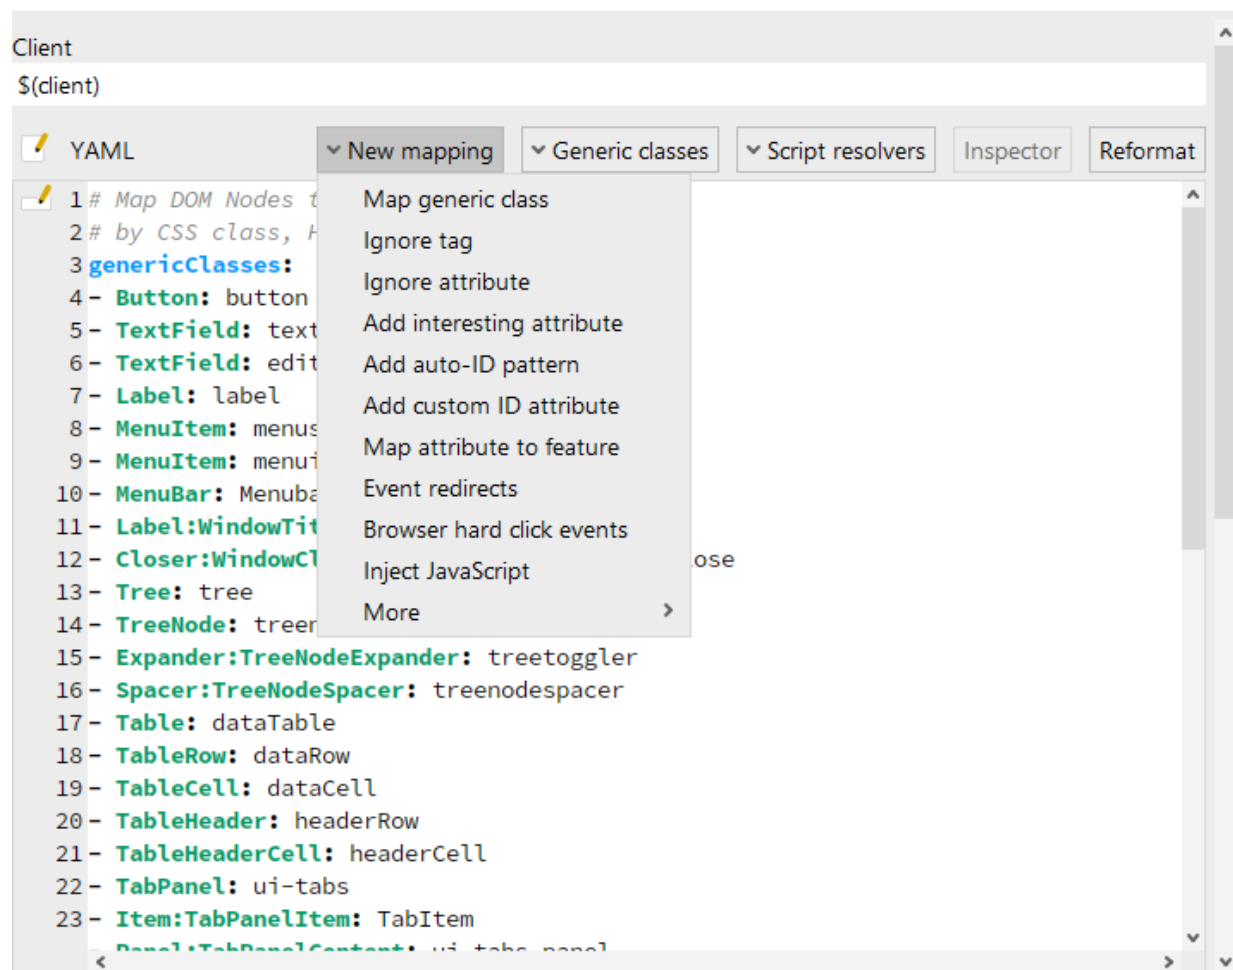 Client
$(client)
YAML
New mapping
Generic classes
Script resolvers
Inspector
Reformat
Map generic class
Ignore tag
Ignore attribute
Add interesting attribute
Add auto-ID pattern
Add custom ID attribute
Map attribute to feature
Event redirects
Browser hard click events
Inject JavaScript
More
1 # Map DOM Nodes
2 # by CSS class,
3 genericClasses:
4 - Button: button
5 - TextField: text
6 - TextField: edit
7 - Label: label
8 - MenuItem: menus
9 - MenuItem: menui
10 - MenuBar: Menuba
11 - Label:WindowTit
12 - Closer:WindowCl ose
13 - Tree: tree
14 - TreeNode: treen
15 - Expander:TreeNodeExpander: treetoggler
16 - Spacer:TreeNodeSpacer: treenodespacer
17 - Table: dataTable
18 - TableRow: dataRow
19 - TableCell: dataCell
20 - TableHeader: headerRow
21 - TableHeaderCell: headerCell
22 - TabPanel: ui-tabs
23 - Item:TabPanelItem: TabItem
- Panel:TabPanelContent: ui-tabs-panel